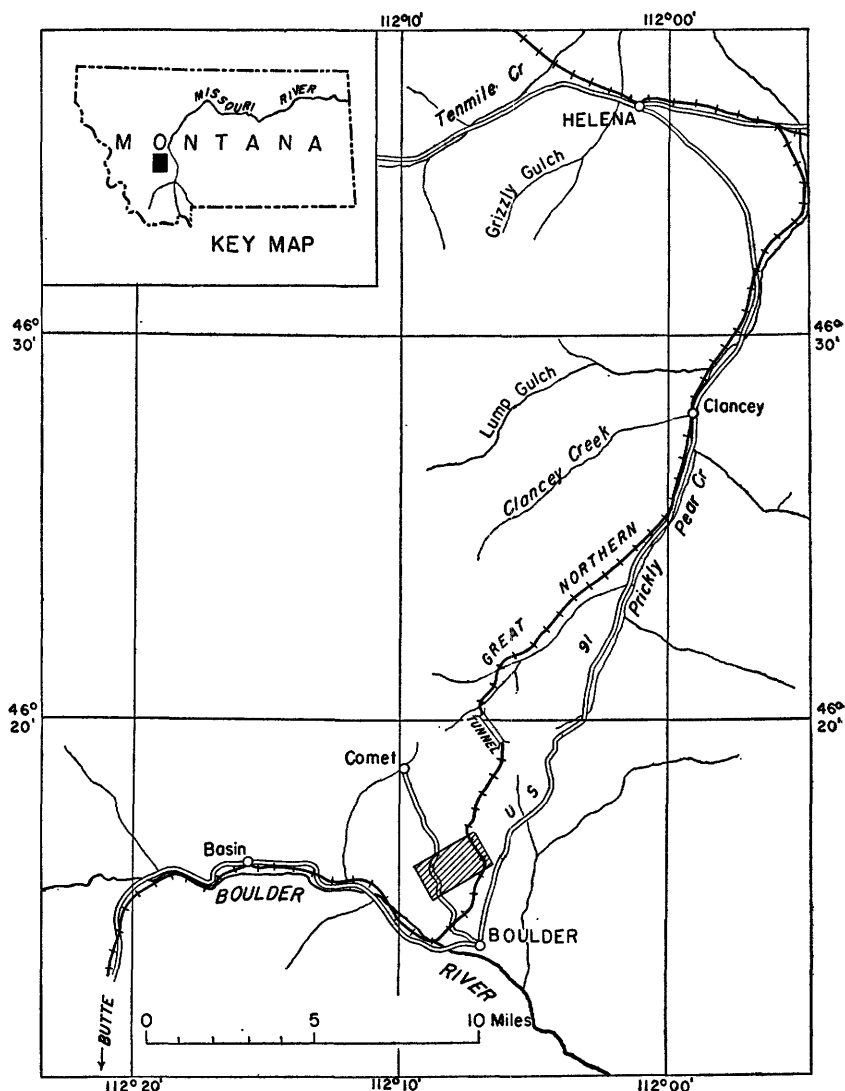 112°10'
112°00'
MISSOURI RIVER
MONTANA
KEY MAP
Tenmile Cr
HELENA
Grizzly Gulch
46°
30'
46°
30'
Lump Gulch
Clancey
Clancey Creek
Prickly Pear Cr
GREAT NORTHERN
US 91
46°
20'
46°
20'
TUNNEL
Comet
Basin
BOULDER RIVER
BOULDER
BUTTE
0 5 10 Miles
112°20'
112°10'
112°00'